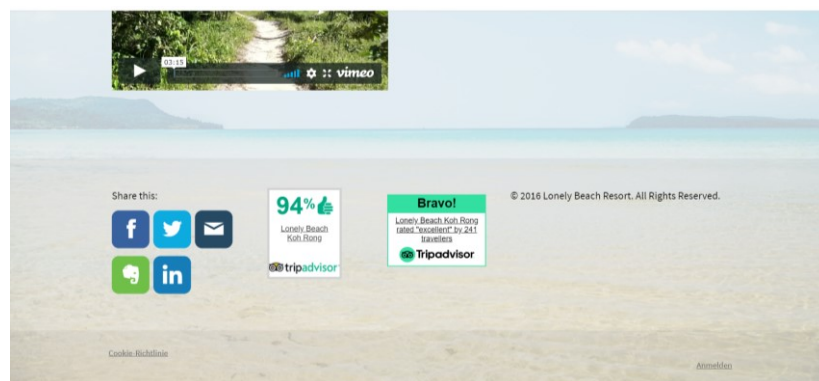 03:15
vimeo
Share this:
94%
Lonely Beach
Koh Rong
tripadvisor
Bravo!
Lonely Beach Koh Rong
rated "excellent" by 241
travellers
Tripadvisor
© 2016 Lonely Beach Resort. All Rights Reserved.
f
in
Cookie Richtlinie
Anmelden